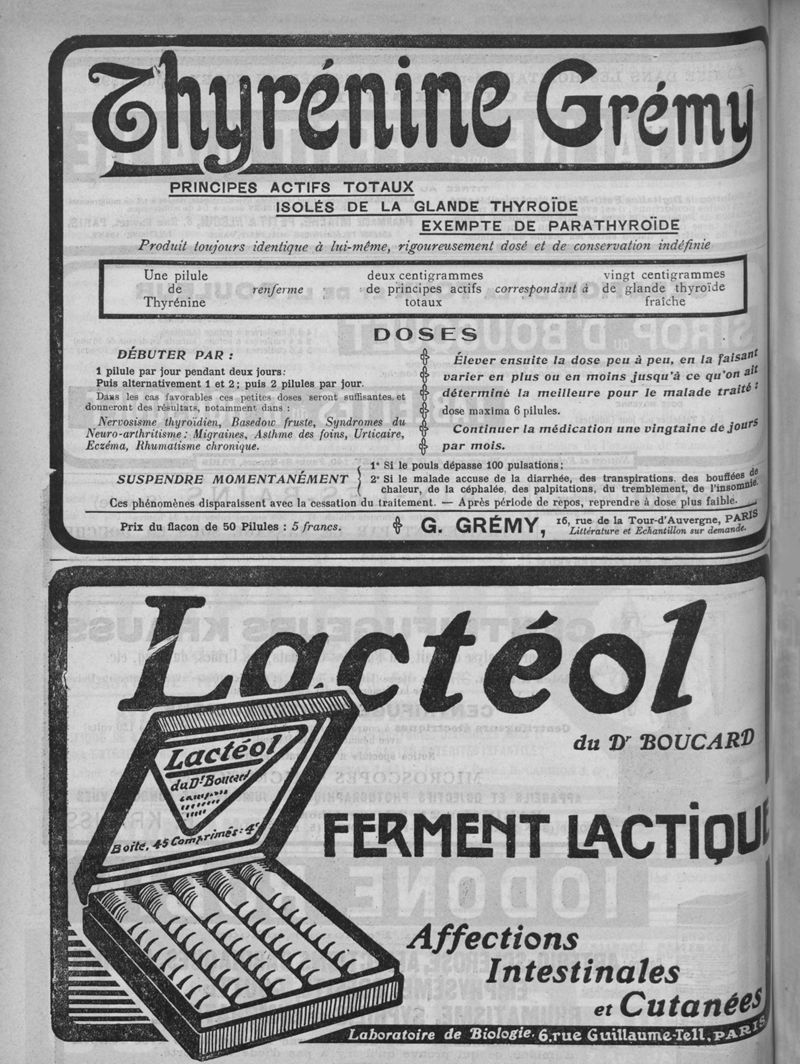 Thyrénine Grémy
PRINCIPES ACTIFS TOTAUX
ISOLÉS DE LA GLANDE THYROÏDE
EXEMPTE DE PARATHYROÏDE
Produit toujours identique à lui-même, rigoureusement dosé et de conservation indéfinie
Une pilule de Thyrénine renferme deux centigrammes de principes actifs totaux correspondant à vingt centigrammes de glande thyroïde fraîche
DOSES
DÉBUTER PAR :
1 pilule par jour pendant deux jours:
Puis alternativement 1 et 2; puis 2 pilules par jour.
Dans les cas favorables ces petites doses seront suffisantes et
donneront des résultats, notamment dans :
Nervosisme thyroïdien, Basedow fruste, Syndromes du
Neuro-arthritisme: Migraines, Asthme des foins, Urticaire,
Eczéma, Rhumatisme chronique.
Élever ensuite la dose peu à peu, en la faisant
varier en plus ou en moins jusqu'à ce qu'on ait
déterminé la meilleure pour le malade traité :
dose maxima 6 pilules.
Continuer la médication une vingtaine de jours
par mois.
SUSPENDRE MOMENTANÉMENT
1° Si le pouls dépasse 100 pulsations;
2° Si le malade accuse de la diarrhée, des transpirations, des bouffées de
chaleur, de la céphalée, des palpitations, du tremblement, de l'insomnie.
Ces phénomènes disparaissent avec la cessation du traitement. — Après période de repos, reprendre à dose plus faible.
Prix du flacon de 50 Pilules : 5 francs.
G. GRÉMY, 16, rue de la Tour-d'Auvergne, PARIS
Littérature et Echantillon sur demande.
Lactéol
du Dr BOUCARD
Lactéol
du Dr Boucard
Boite. 45 Comprimés: 4f
FERMENT LACTIQUE
Affections
Intestinales
et Cutanées
Laboratoire de Biologie. 6, rue Guillaume-Tell, PARIS